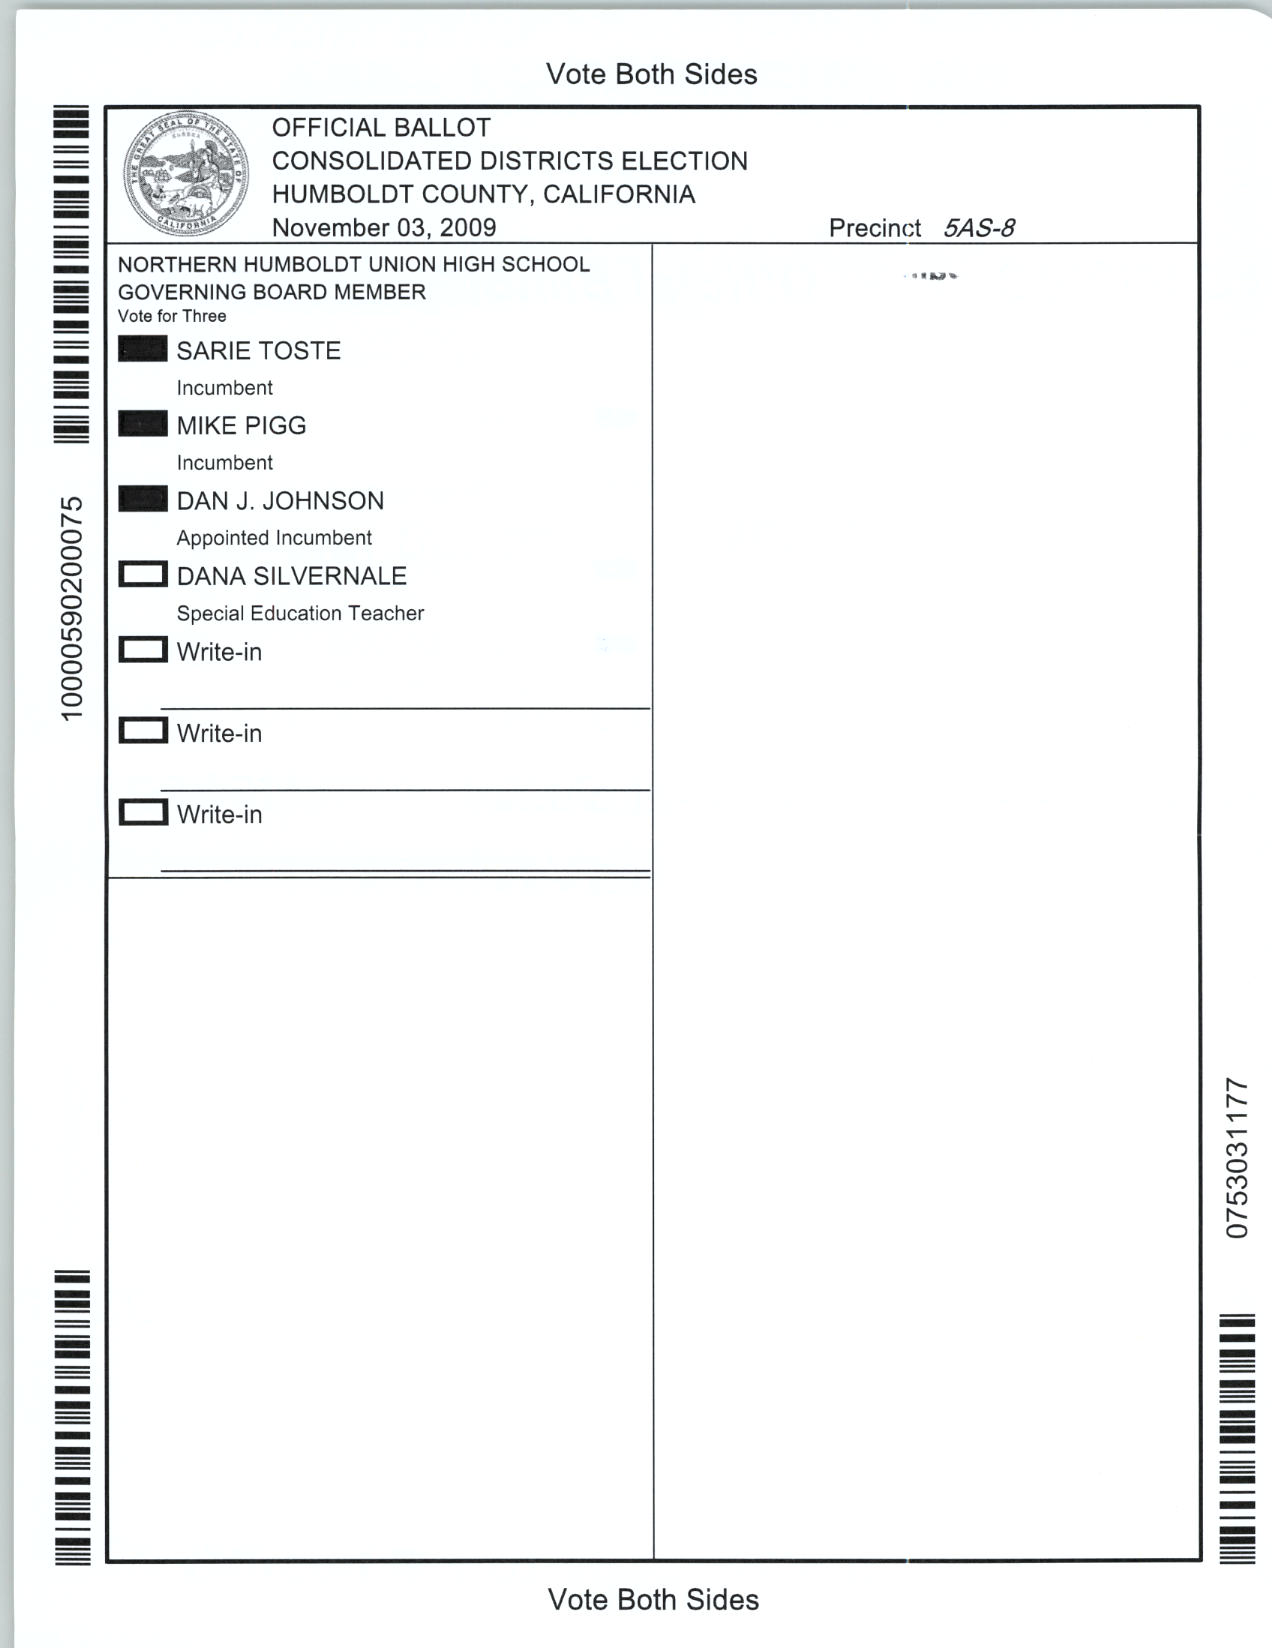 Vote Both Sides
THE GREAT SEAL OF THE STATE OF CALIFORNIA
EUREKA
OFFICIAL BALLOT
CONSOLIDATED DISTRICTS ELECTION
HUMBOLDT COUNTY, CALIFORNIA
November 03, 2009
Precinct 5AS-8
NORTHERN HUMBOLDT UNION HIGH SCHOOL
GOVERNING BOARD MEMBER
Vote for Three
SARIE TOSTE
Incumbent
MIKE PIGG
Incumbent
DAN J. JOHNSON
Appointed Incumbent
DANA SILVERNALE
Special Education Teacher
Write-in
Write-in
Write-in
10000590200075
0753031177
Vote Both Sides